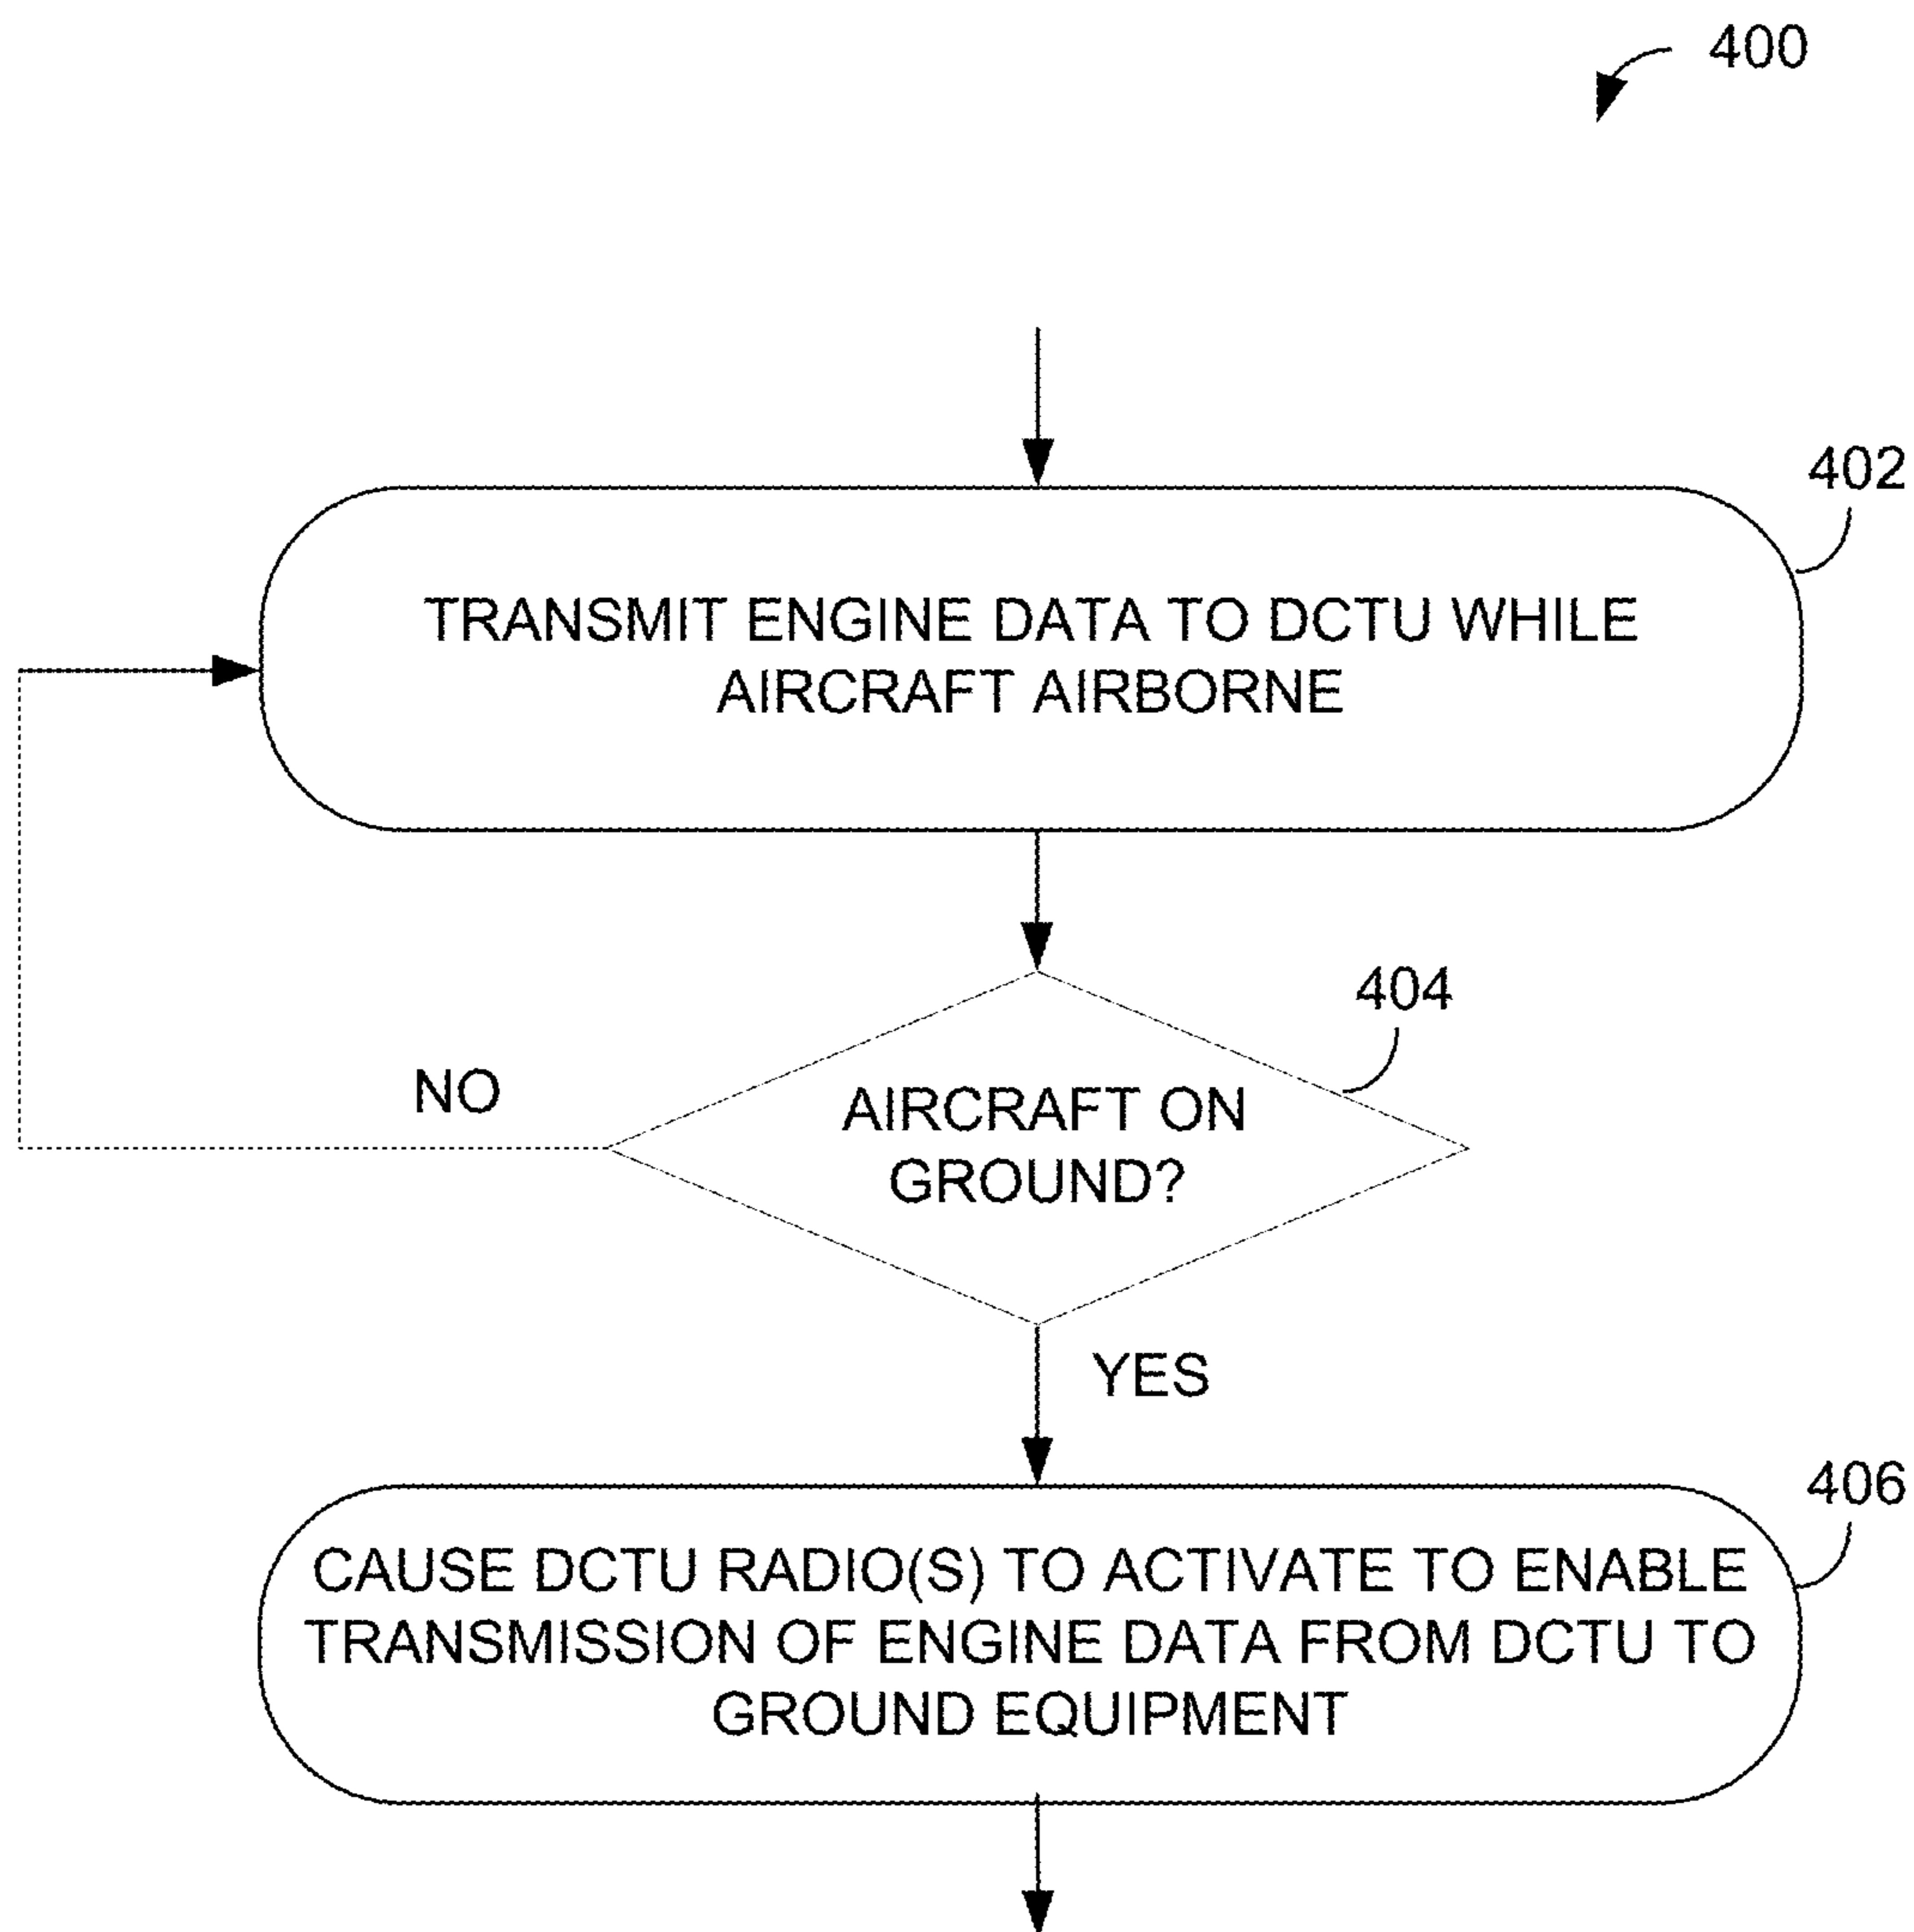 400
402
TRANSMIT ENGINE DATA TO DCTU WHILE
AIRCRAFT AIRBORNE
404
NO
AIRCRAFT ON
GROUND?
YES
406
CAUSE DCTU RADIO(S) TO ACTIVATE TO ENABLE
TRANSMISSION OF ENGINE DATA FROM DCTU TO
GROUND EQUIPMENT